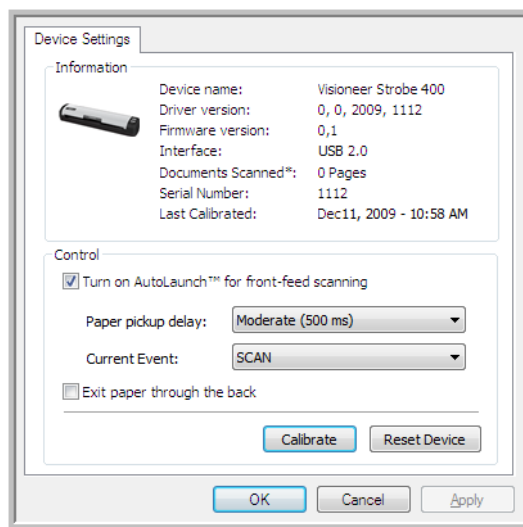 Device Settings
Information
Device name: Visioneer Strobe 400
Driver version: 0, 0, 2009, 1112
Firmware version: 0,1
Interface: USB 2.0
Documents Scanned*: 0 Pages
Serial Number: 1112
Last Calibrated: Dec11, 2009 - 10:58 AM
Control
Turn on AutoLaunch™ for front-feed scanning
Paper pickup delay: Moderate (500 ms)
Current Event: SCAN
Exit paper through the back
Calibrate Reset Device
OK Cancel Apply